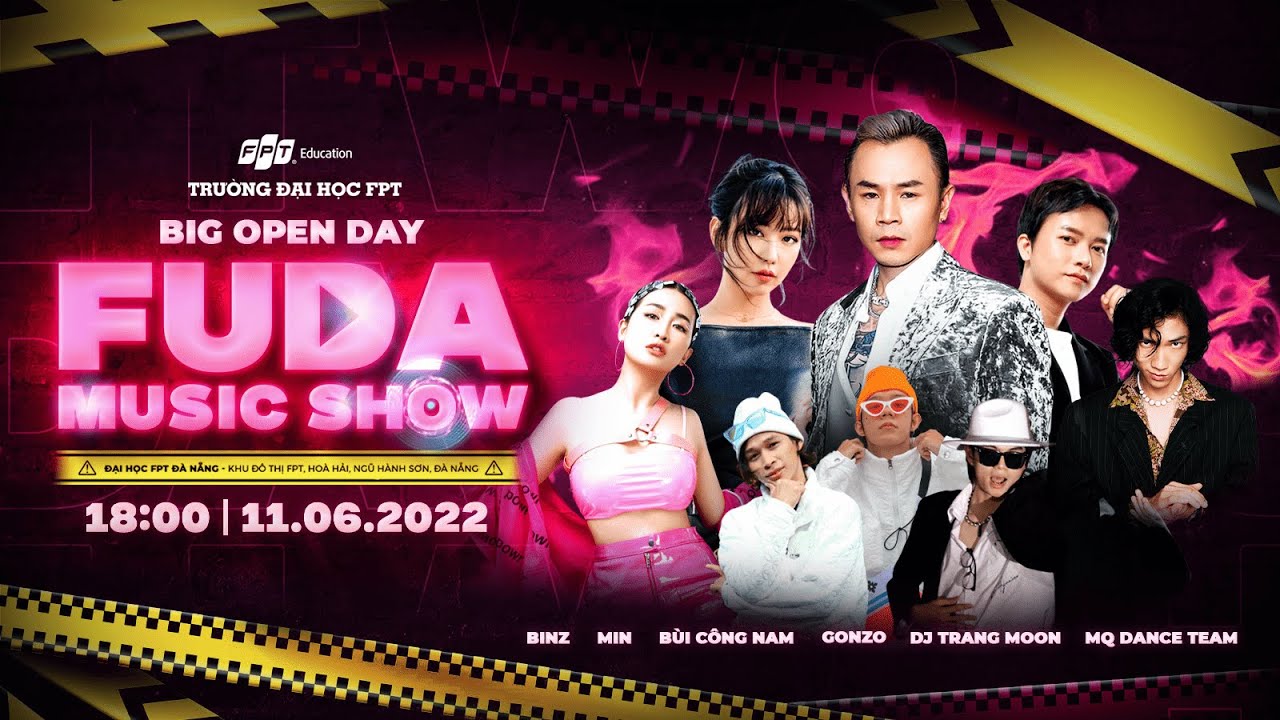 FPT Education
TRƯỜNG ĐẠI HỌC FPT
BIG OPEN DAY
FUDA
MUSIC SHOW
ĐẠI HỌC FPT ĐÀ NẴNG - KHU ĐÔ THỊ FPT, HOÀ HẢI, NGŨ HÀNH SƠN, ĐÀ NẴNG
18:00 | 11.06.2022
BINZ MIN BÙI CÔNG NAM GONZO DJ TRANG MOON MQ DANCE TEAM